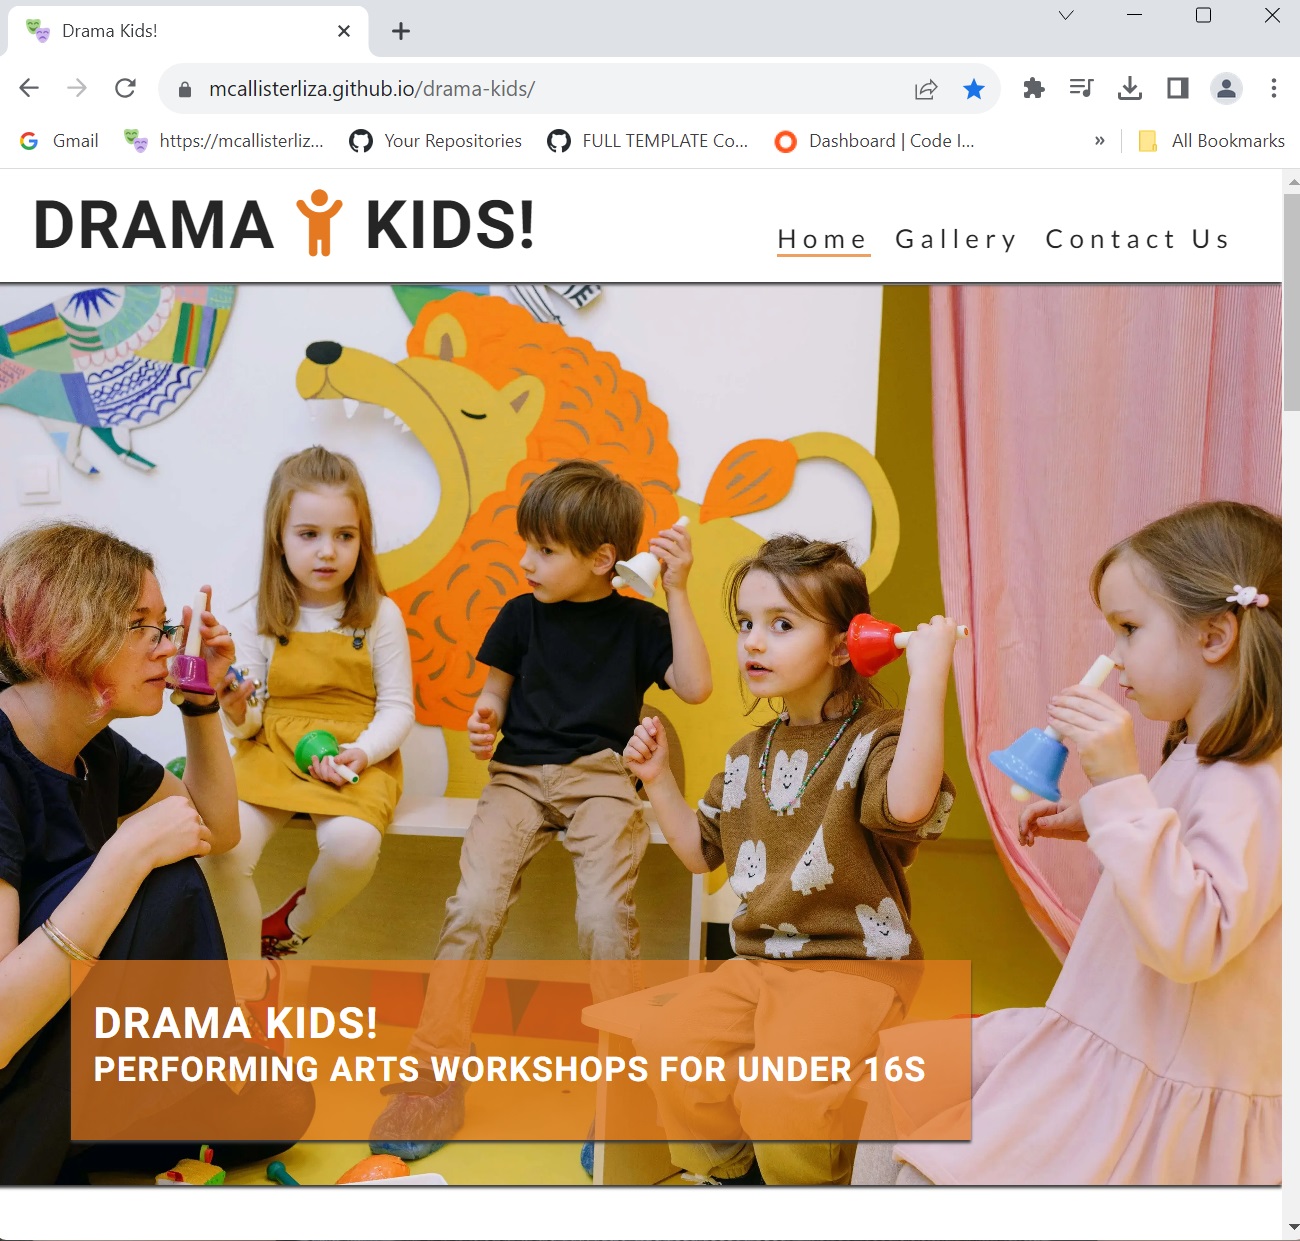 Drama Kids!
mcallisterliza.github.io/drama-kids/
Gmail https://mcallisterliz... Your Repositories FULL TEMPLATE Co... Dashboard | Code I... » All Bookmarks
DRAMA KIDS!
Home Gallery Contact Us
DRAMA KIDS!
PERFORMING ARTS WORKSHOPS FOR UNDER 16S